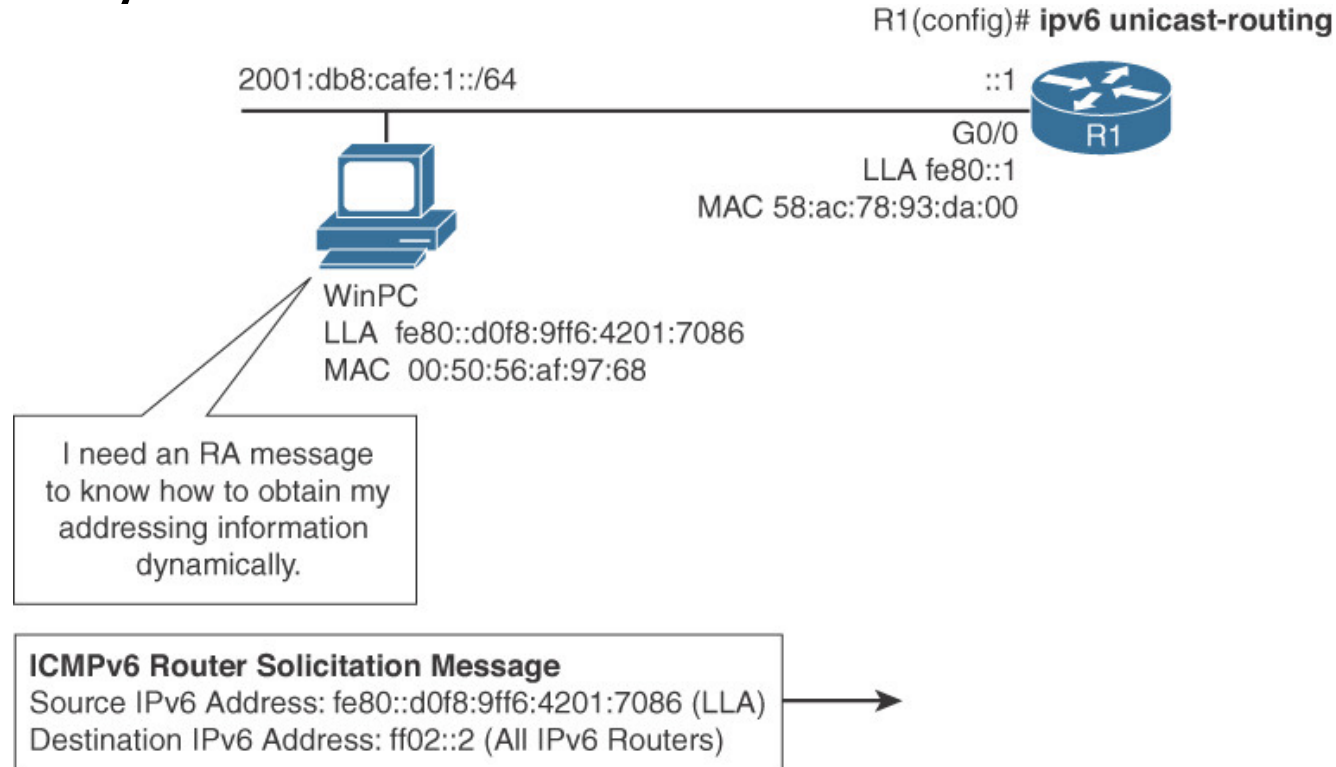 R1(config)# ipv6 unicast-routing
2001:db8:cafe:1::/64
::1
G0/0
R1
LLA fe80::1
MAC 58:ac:78:93:da:00
WinPC
LLA fe80::d0f8:9ff6:4201:7086
MAC 00:50:56:af:97:68
I need an RA message
to know how to obtain my
addressing information
dynamically.
ICMPv6 Router Solicitation Message
Source IPv6 Address: fe80::d0f8:9ff6:4201:7086 (LLA)
Destination IPv6 Address: ff02::2 (All IPv6 Routers)